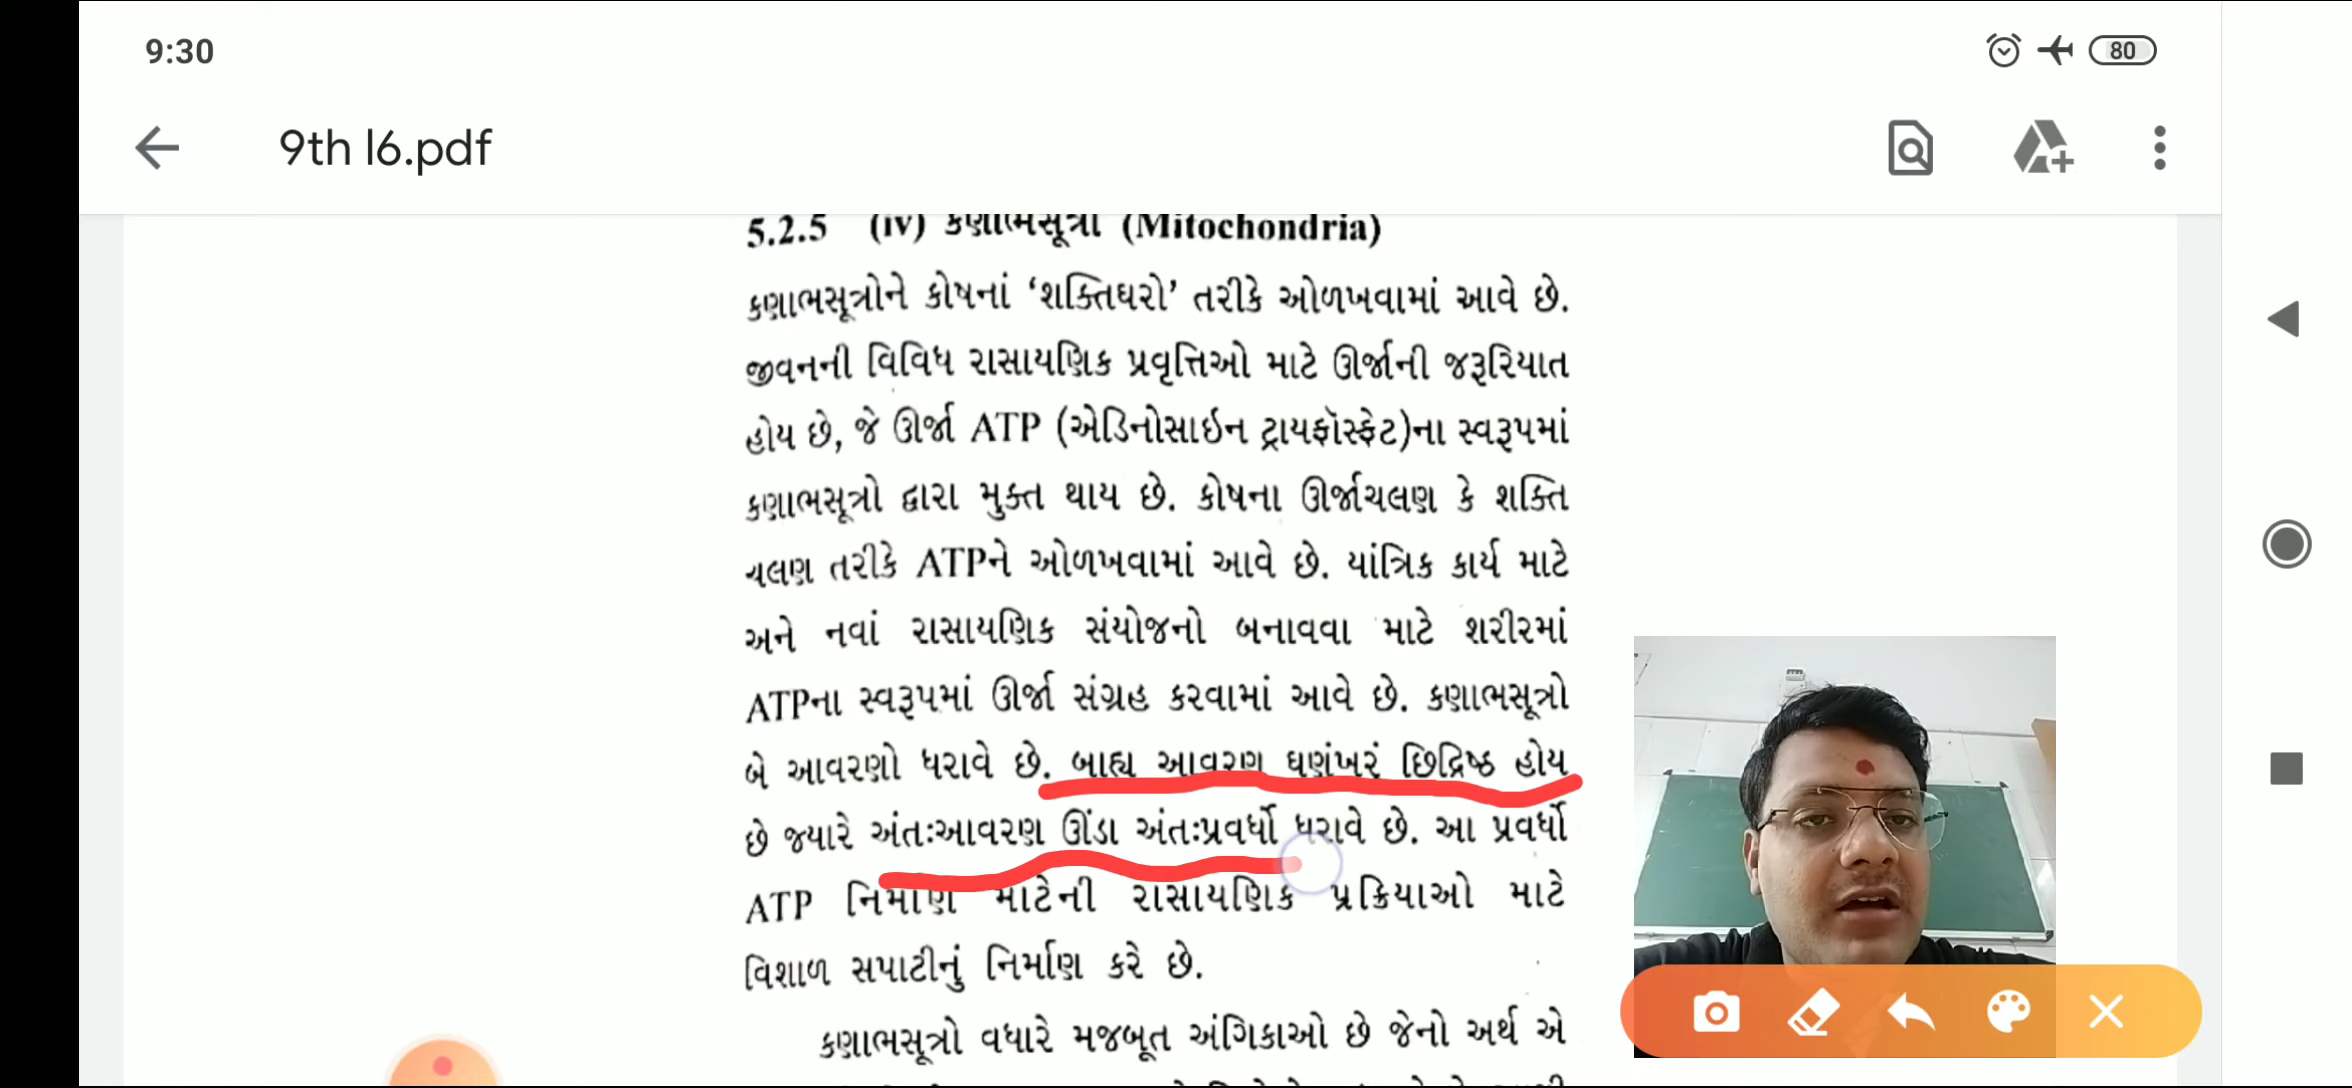 9:30
80
9th l6.pdf
5.2.5 (iv) કણાભસૂત્રો (Mitochondria)
કણાભસૂત્રોને કોષનાં ‘શક્તિઘરો’ તરીકે ઓળખવામાં આવે છે.
જીવનની વિવિધ રાસાયણિક પ્રવૃત્તિઓ માટે ઊર્જાની જરૂરિયાત
હોય છે, જે ઊર્જા ATP (એડિનોસાઇન ટ્રાયફૉસ્ફેટ)ના સ્વરૂપમાં
કણાભસૂત્રો દ્વારા મુક્ત થાય છે. કોષના ઊર્જાચલણ કે શક્તિ
ચલણ તરીકે ATPને ઓળખવામાં આવે છે. યાંત્રિક કાર્ય માટે
અને નવાં રાસાયણિક સંયોજનો બનાવવા માટે શરીરમાં
ATPના સ્વરૂપમાં ઊર્જા સંગ્રહ કરવામાં આવે છે. કણાભસૂત્રો
બે આવરણો ધરાવે છે. બાહ્ય આવરણ ઘણુંખરું છિદ્રિષ્ઠ હોય
છે જ્યારે અંતઃઆવરણ ઊંડા અંતઃપ્રવર્ધો ધરાવે છે. આ પ્રવર્ધો
ATP નિર્માણ માટેની રાસાયણિક પ્રક્રિયાઓ માટે
વિશાળ સપાટીનું નિર્માણ કરે છે.
કણાભસૂત્રો વધારે મજબૂત અંગિકાઓ છે જેનો અર્થ એ